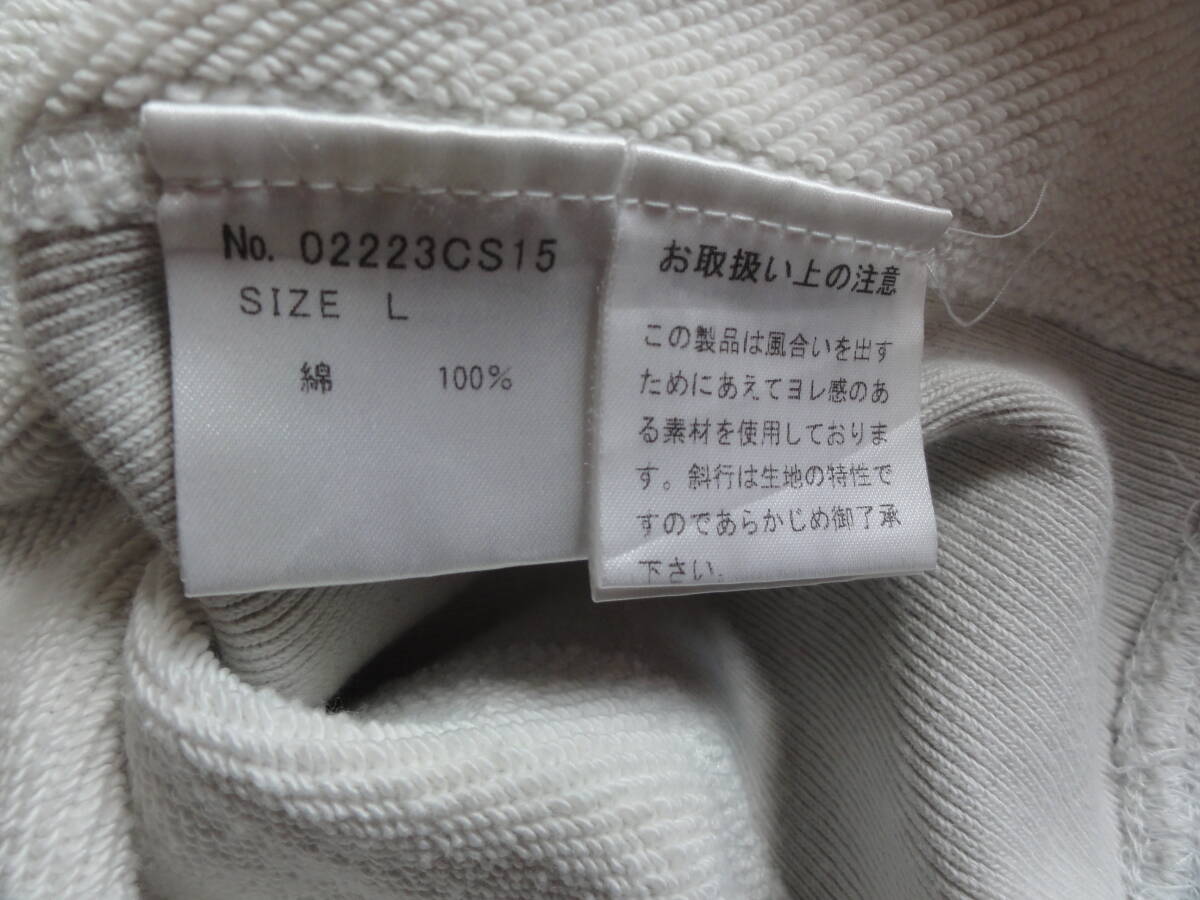 No. 02223CS15
SIZE L
綿 100%
お取扱い上の注意
この製品は風合いを出す
ためにあえてヨレ感のあ
る素材を使用しておりま
す。斜行は生地の特性で
すのであらかじめ御了承
下さい。